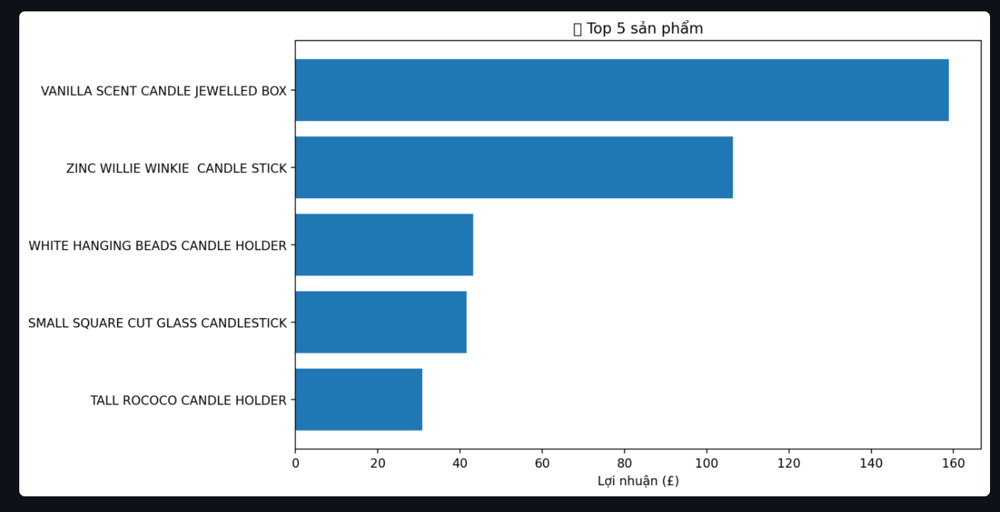 Top 5 sản phẩm
VANILLA SCENT CANDLE JEWELLED BOX
ZINC WILLIE WINKIE  CANDLE STICK
WHITE HANGING BEADS CANDLE HOLDER
SMALL SQUARE CUT GLASS CANDLESTICK
TALL ROCOCO CANDLE HOLDER
0 20 40 60 80 100 120 140 160
Lợi nhuận (£)